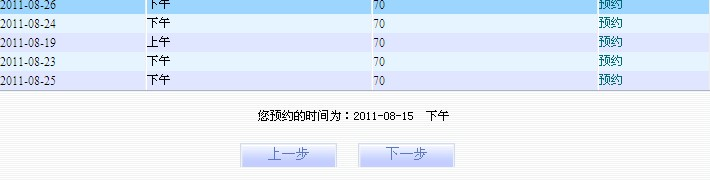 2011-08-26 下午 70 预约
2011-08-24 下午 70 预约
2011-08-19 上午 70 预约
2011-08-23 下午 70 预约
2011-08-25 下午 70 预约
您预约的时间为：2011-08-15 下午
上一步 下一步